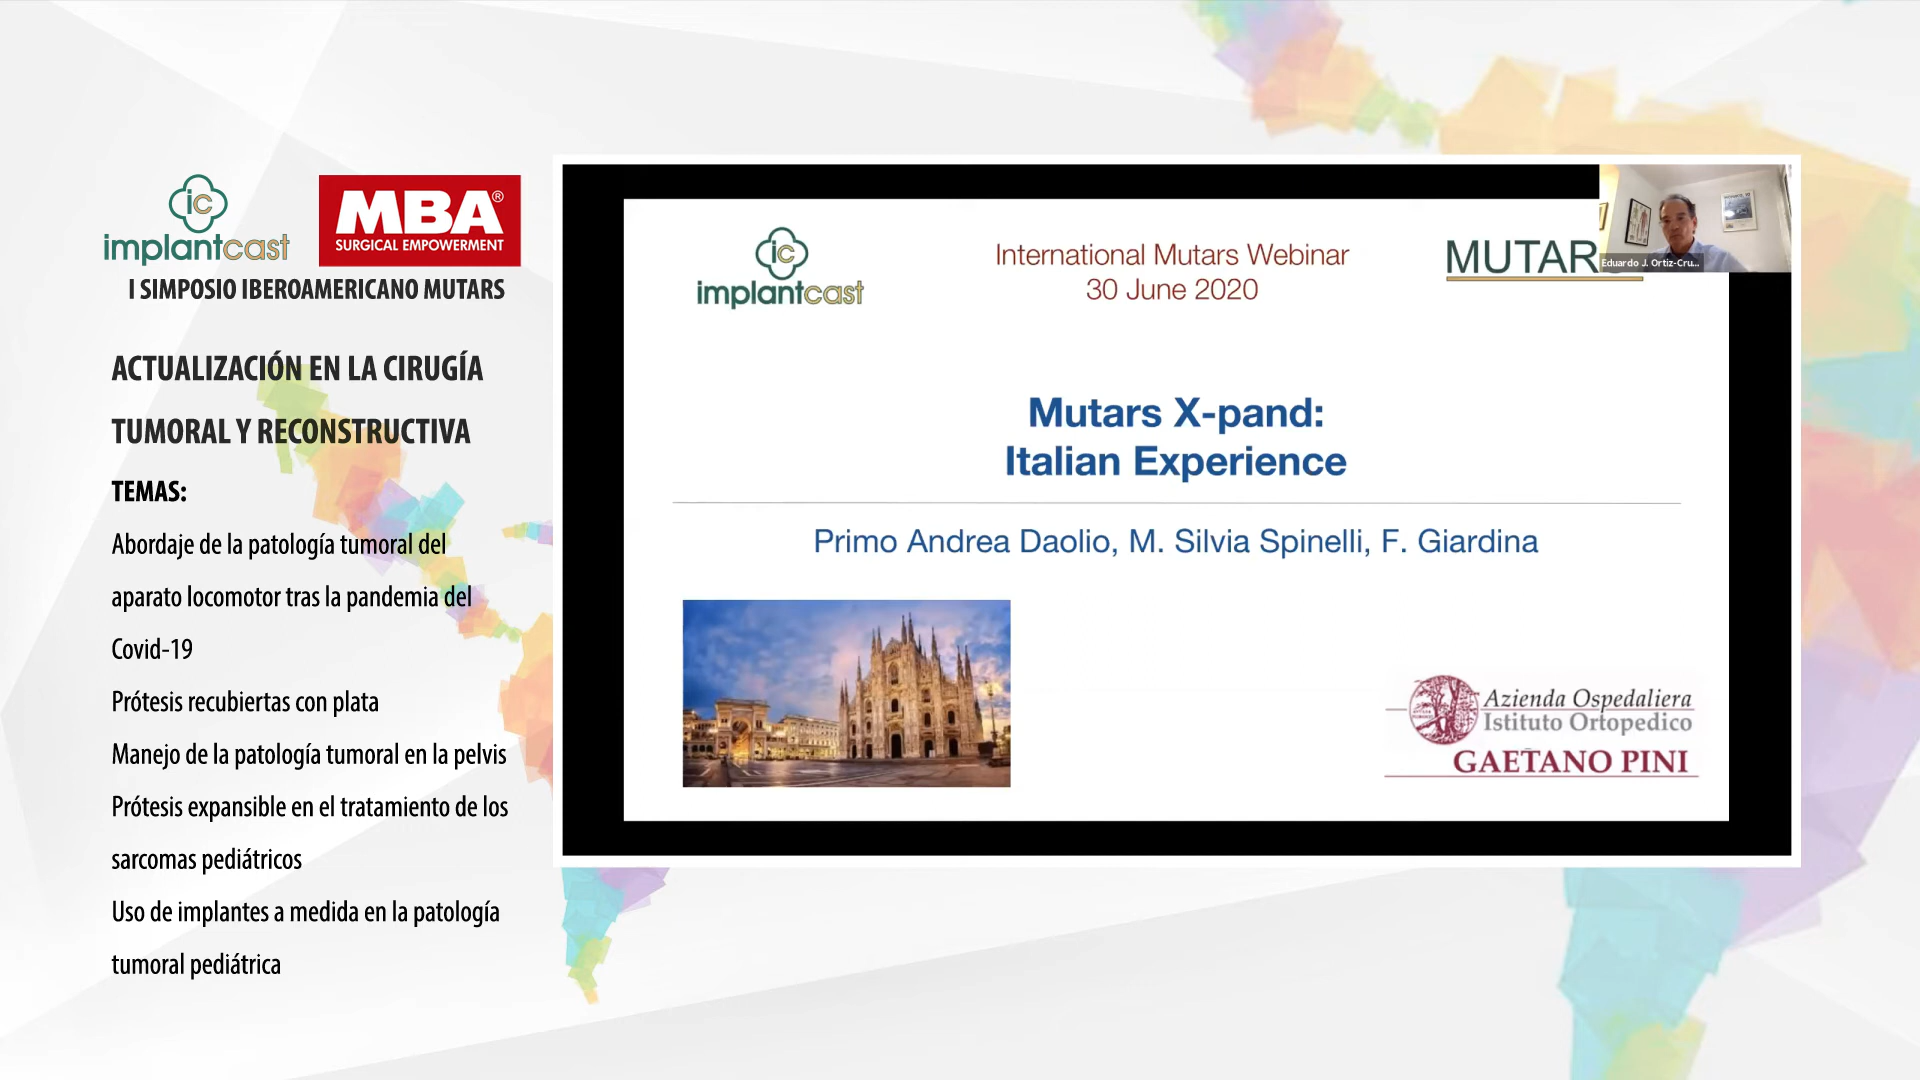 ic
implantcast
MBA®
SURGICAL EMPOWERMENT
I SIMPOSIO IBEROAMERICANO MUTARS
ACTUALIZACIÓN EN LA CIRUGÍA
TUMORAL Y RECONSTRUCTIVA
TEMAS:
Abordaje de la patología tumoral del
aparato locomotor tras la pandemia del
Covid-19
Prótesis recubiertas con plata
Manejo de la patología tumoral en la pelvis
Prótesis expansible en el tratamiento de los
sarcomas pediátricos
Uso de implantes a medida en la patología
tumoral pediátrica
ic
implantcast
International Mutars Webinar
30 June 2020
MUTAR
Eduardo J. Ortiz-Cru...
Mutars X-pand:
Italian Experience
Primo Andrea Daolio, M. Silvia Spinelli, F. Giardina
Azienda Ospedaliera
Istituto Ortopedico
GAETANO PINI